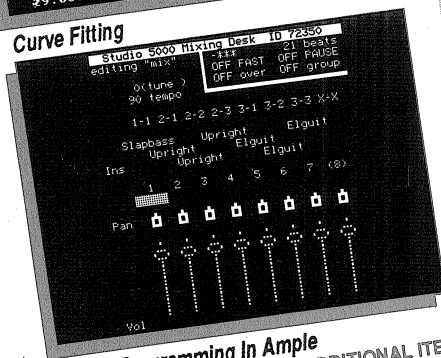 £9.
Curve Fitting
Studio 5000 Mixing Desk ID 72350
editing "mix"
-*** 21 beats
OFF FAST OFF PAUSE
OFF over OFF group
0(tune )
90 tempo
1-1 2-1 2-2 2-3 3-1 3-2 3-3 X-X
Slapbass Upright Elguit
Upright Elguit
Ins Upright Elguit
1 2 3 4 5 6 7 (8)
Pan
Vol
Programming In Ample
DITIONAL ITE